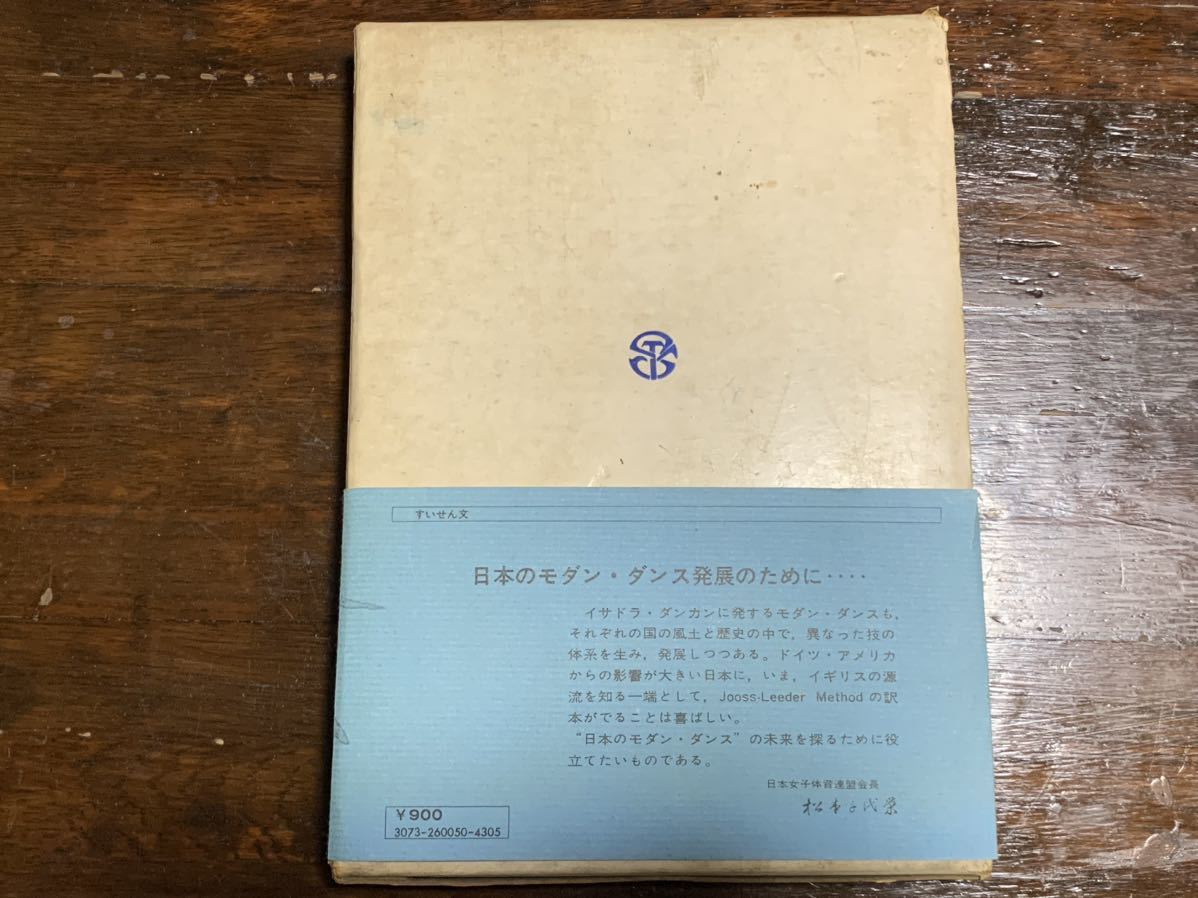 すいせん文
日本のモダン・ダンス発展のために‥‥
イサドラ・ダンカンに発するモダン・ダンスも,
それぞれの国の風土と歴史の中で, 異なった技の
体系を生み, 発展しつつある。ドイツ・アメリカ
からの影響が大きい日本に, いま, イギリスの源
流を知る一端として, Jooss-Leeder Method の訳
本がでることは喜ばしい。
“日本のモダン・ダンス”の未来を探るために役
立てたいものである。
日本女子体育連盟会長
松本千代栄
￥900
3073-260050-4305